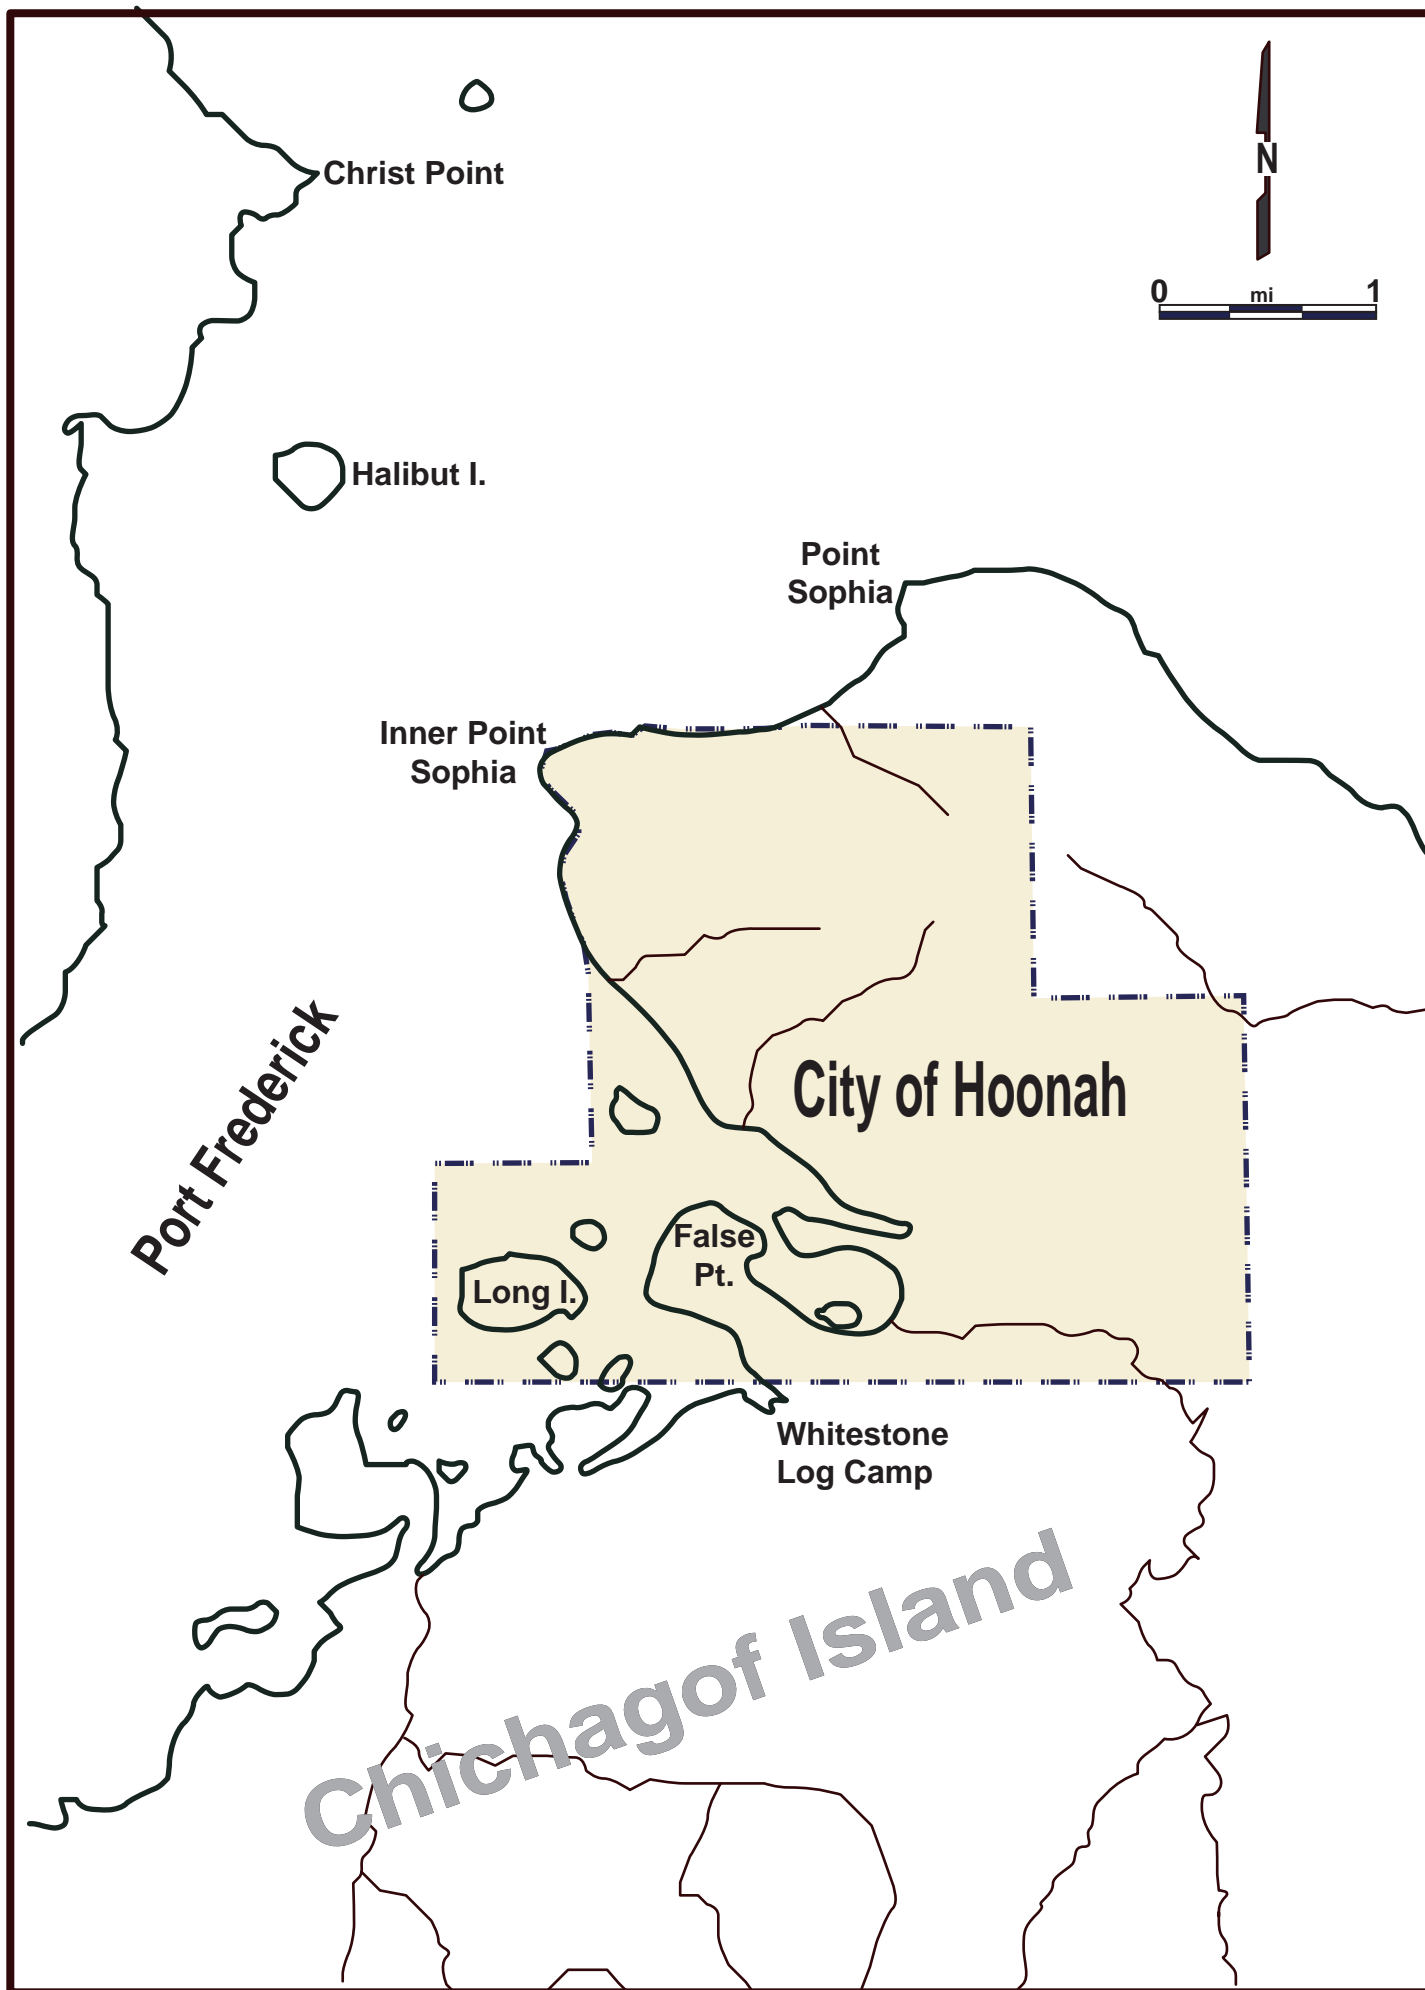 Christ Point
N
0 mi 1
Halibut I.
Point
Sophia
Inner Point
Sophia
Port Frederick
City of Hoonah
False
Pt.
Long I.
Whitestone
Log Camp
Chichagof Island